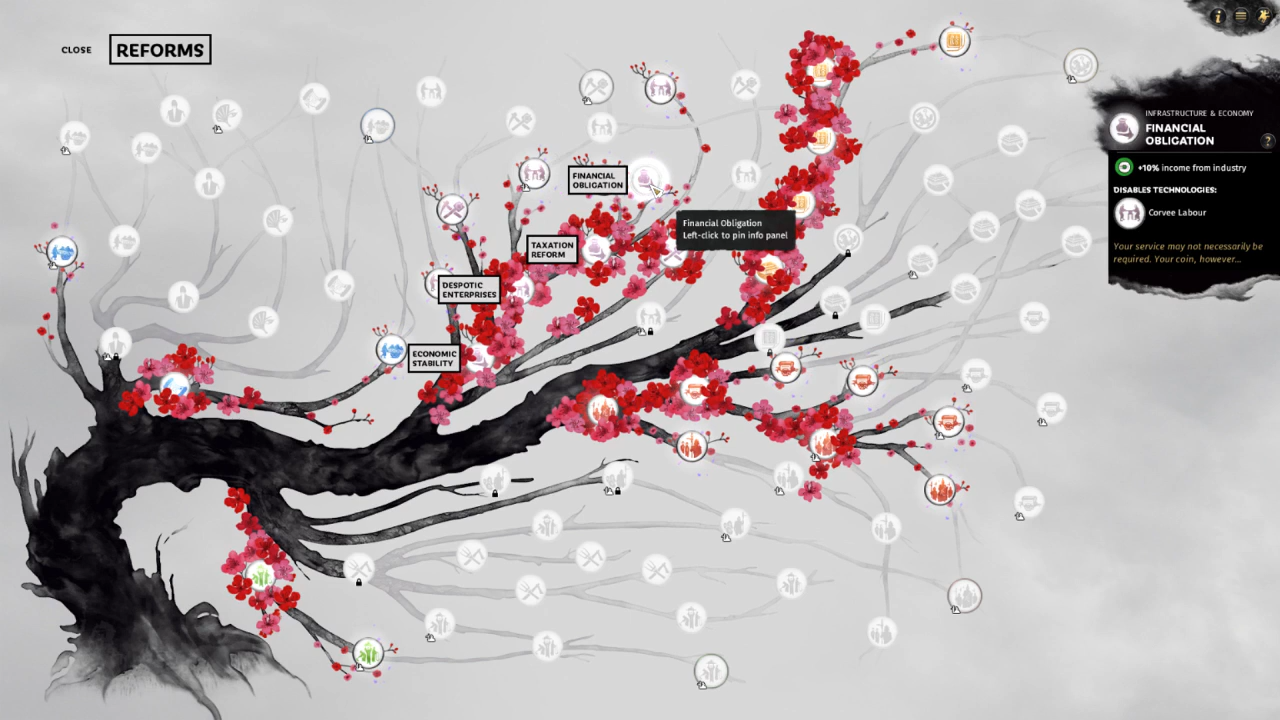 CLOSE
REFORMS
INFRASTRUCTURE & ECONOMY
FINANCIAL
OBLIGATION
?
+10% income from industry
DISABLES TECHNOLOGIES:
Corvee Labour
Your service may not necessarily be
required. Your coin, however...
FINANCIAL
OBLIGATION
Financial Obligation
Left-click to pin info panel
TAXATION
REFORM
DESPOTIC
ENTERPRISES
ECONOMIC
STABILITY